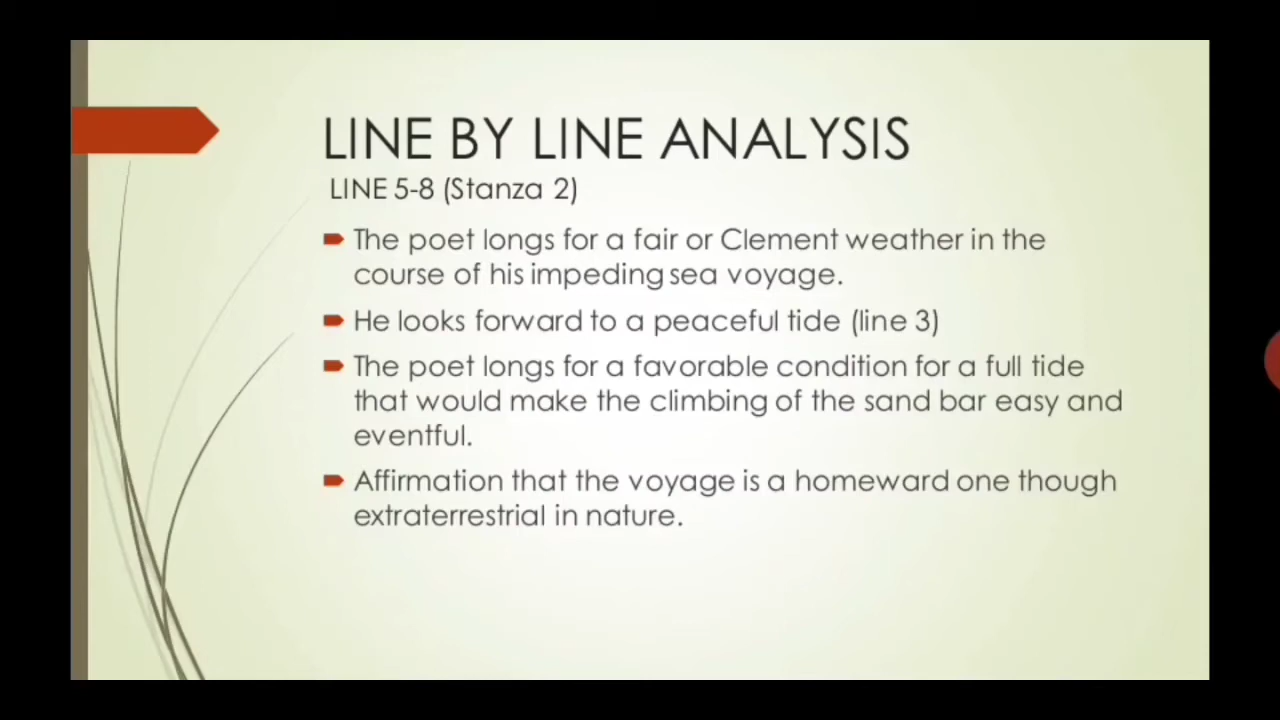 LINE BY LINE ANALYSIS
LINE 5-8 (Stanza 2)
The poet longs for a fair or Clement weather in the
course of his impeding sea voyage.
He looks forward to a peaceful tide (line 3)
The poet longs for a favorable condition for a full tide
that would make the climbing of the sand bar easy and
eventful.
Affirmation that the voyage is a homeward one though
extraterrestrial in nature.